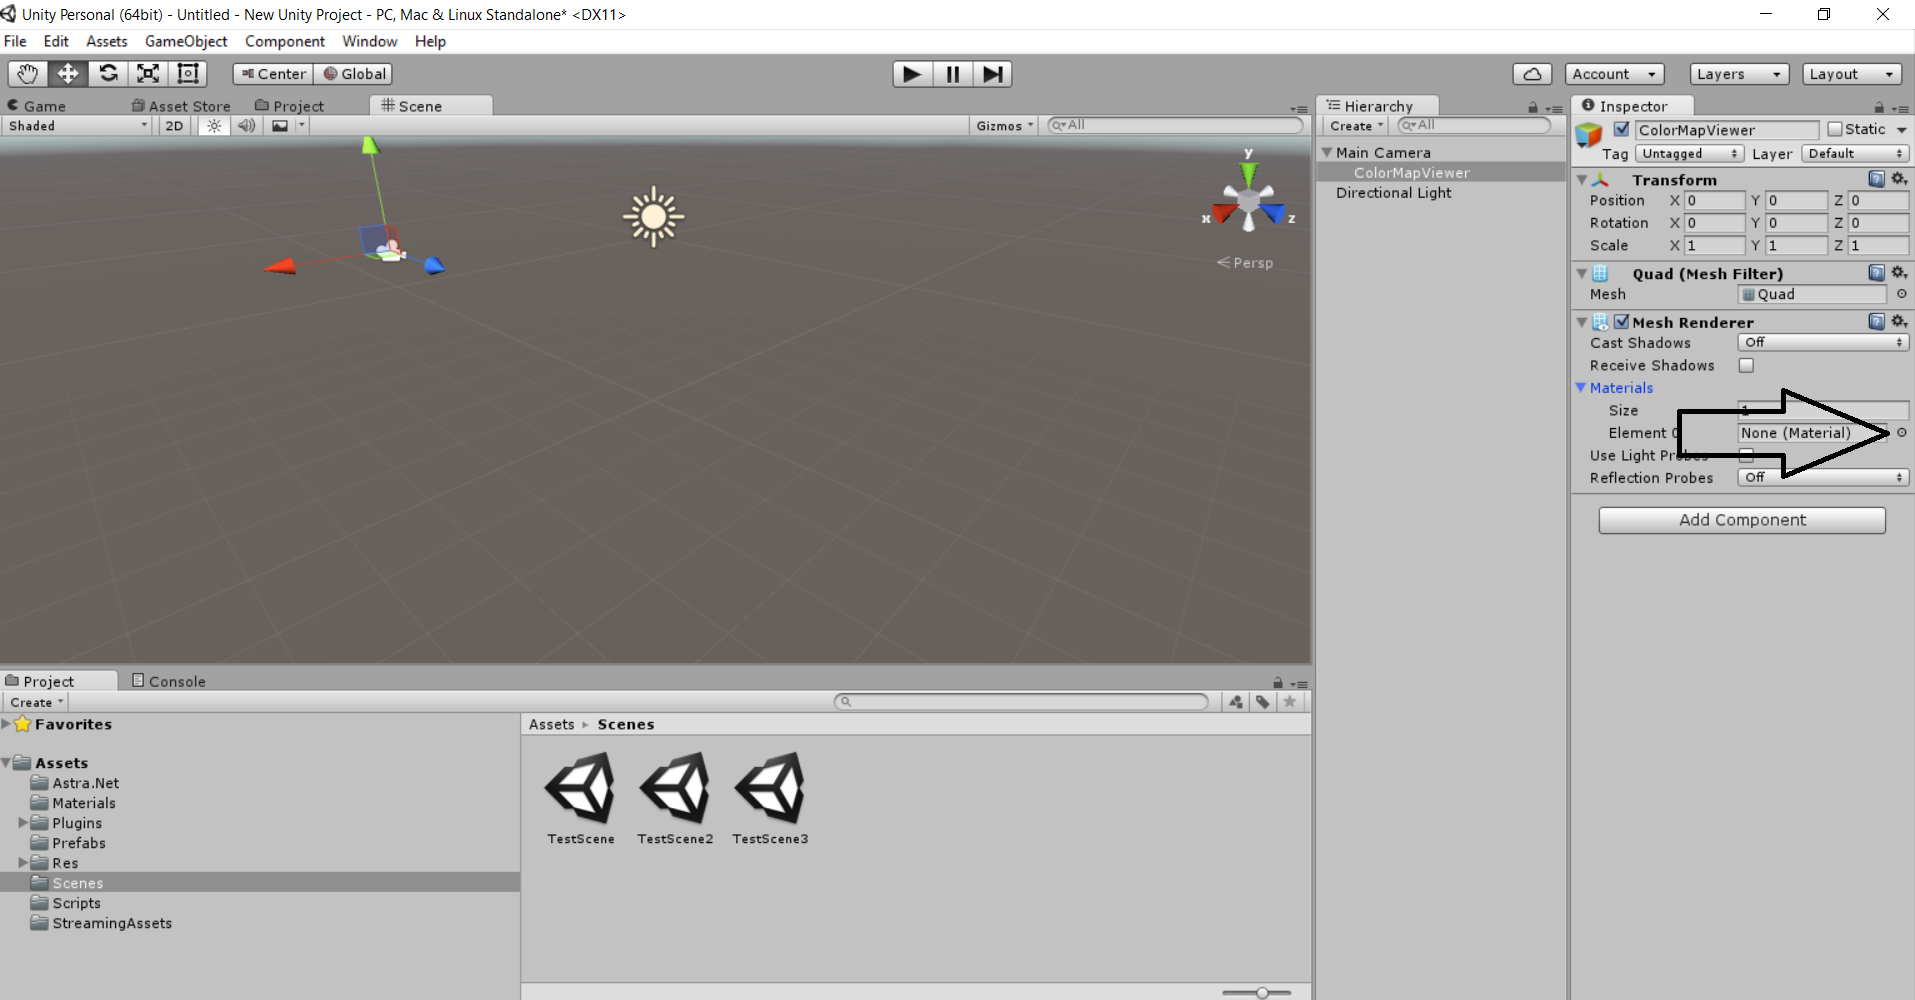 Unity Personal (64bit) - Untitled - New Unity Project - PC, Mac & Linux Standalone* <DX11>
File Edit Assets GameObject Component Window Help
Center Global Account Layers Layout
Game Asset Store Project Scene
Shaded 2D Gizmos All
y
x z
Persp
Hierarchy
Create All
Main Camera
ColorMapViewer
Directional Light
Inspector
ColorMapViewer Static
Tag Untagged Layer Default
Transform
Position X 0 Y 0 Z 0
Rotation X 0 Y 0 Z 0
Scale X 1 Y 1 Z 1
Quad (Mesh Filter)
Mesh Quad
Mesh Renderer
Cast Shadows Off
Receive Shadows
Materials
Size 1
Element 0 None (Material)
Use Light Probes
Reflection Probes Off
Add Component
Project Console
Create
Favorites
Assets
Astra.Net
Materials
Plugins
Prefabs
Res
Scenes
Scripts
StreamingAssets
Assets Scenes
TestScene TestScene2 TestScene3